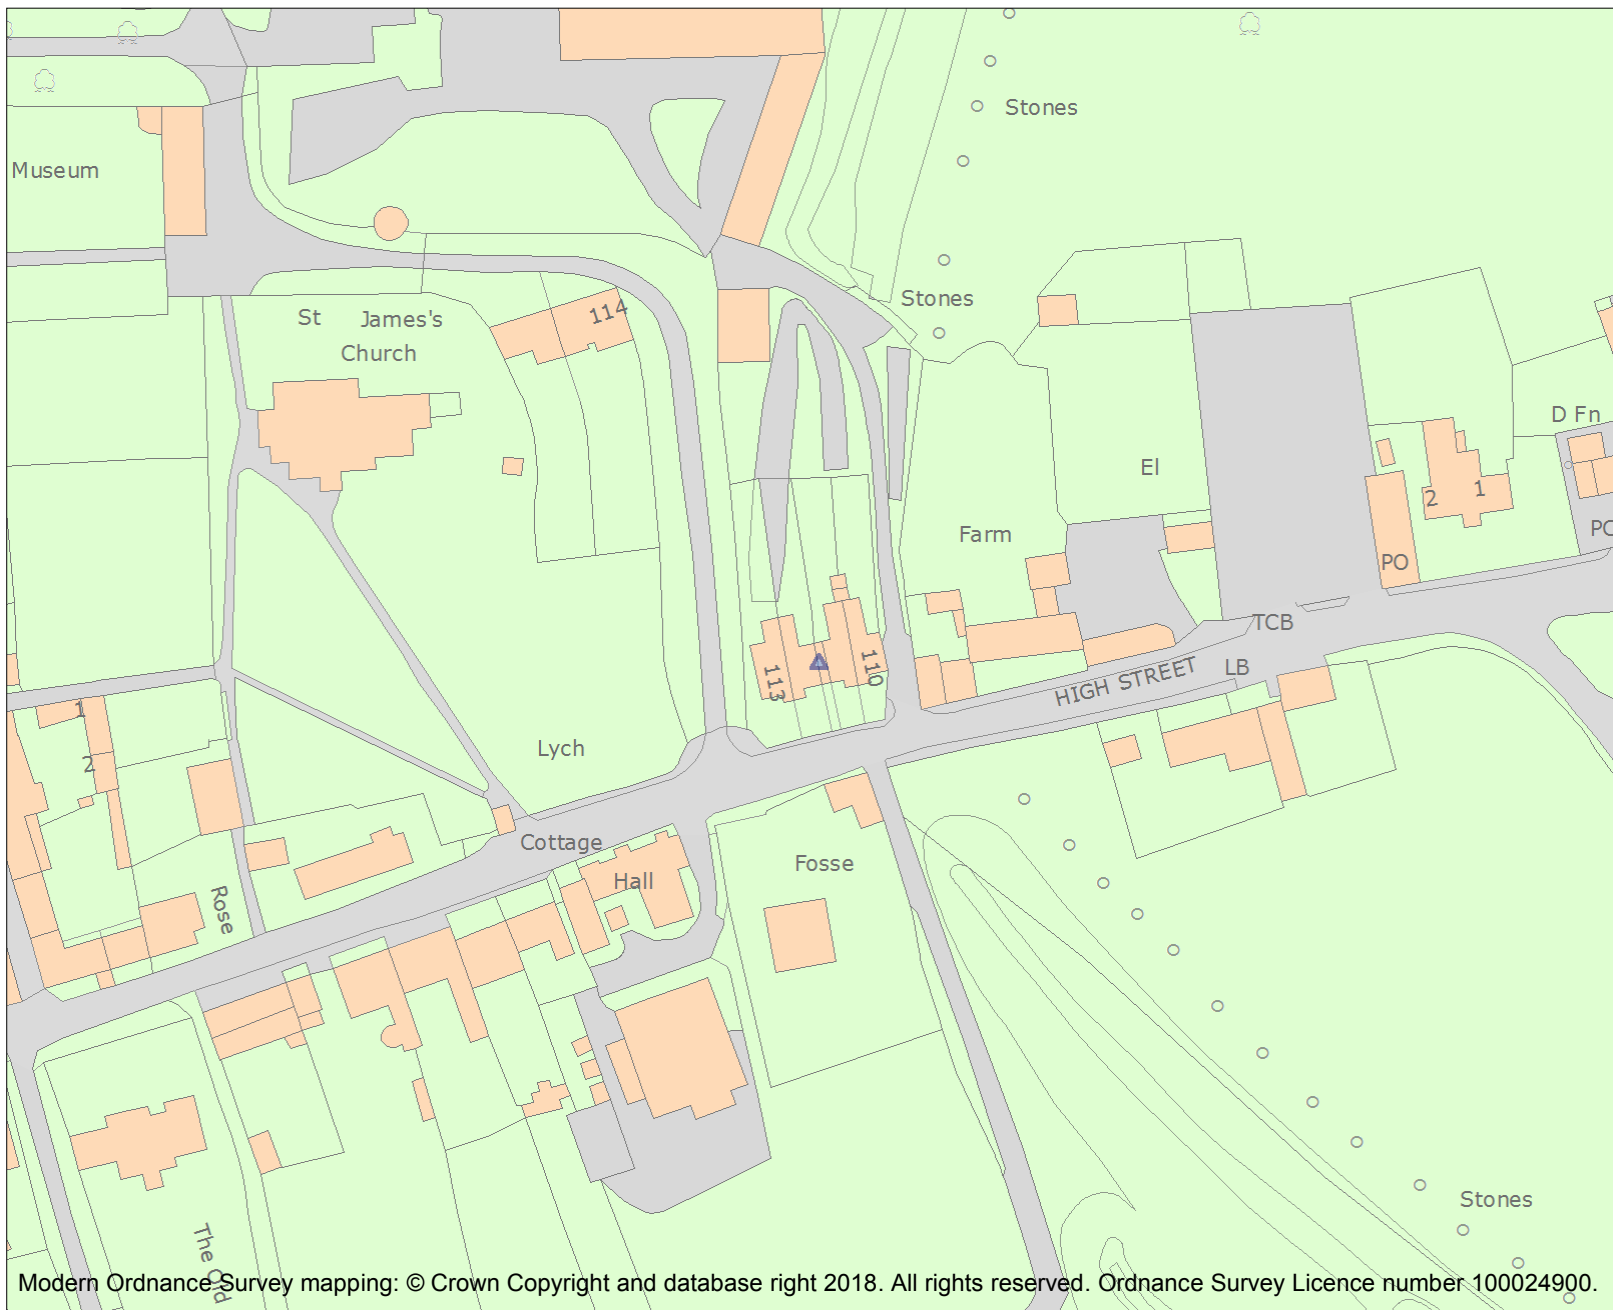 Stones
Museum
Stones
St James's
Church
114
D Fn
El
2
1
Farm
PC
PO
TCB
113
110
HIGH STREET
LB
1
Lych
2
Cottage
Fosse
Hall
Rose
Stones
The Old
Modern Ordnance Survey mapping: © Crown Copyright and database right 2018. All rights reserved. Ordnance Survey Licence number 100024900.